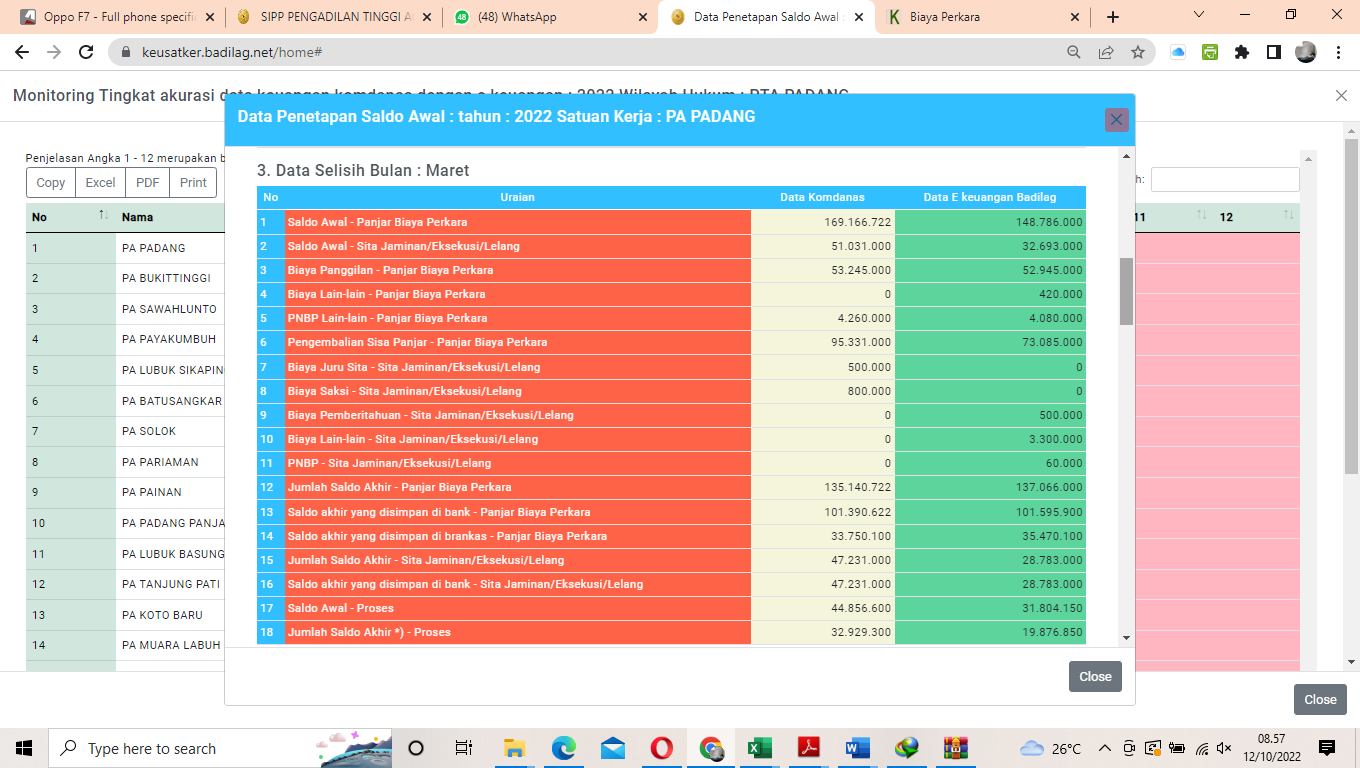 Oppo F7 - Full phone specifi
SIPP PENGADILAN TINGGI A
(48) WhatsApp
Data Penetapan Saldo Awal :
Biaya Perkara
keusatker.badilag.net/home#
Data Penetapan Saldo Awal : tahun : 2022 Satuan Kerja : PA PADANG
Penjelasan Angka 1 - 12 merupakan b
Copy Excel PDF Print
h:
No Nama 11 12
1 PA PADANG
2 PA BUKITTINGGI
3 PA SAWAHLUNTO
4 PA PAYAKUMBUH
5 PA LUBUK SIKAPIN
6 PA BATUSANGKAR
7 PA SOLOK
8 PA PARIAMAN
9 PA PAINAN
10 PA PADANG PANJA
11 PA LUBUK BASUNG
12 PA TANJUNG PATI
13 PA KOTO BARU
14 PA MUARA LABUH
3. Data Selisih Bulan : Maret
No Uraian Data Komdanas Data E keuangan Badilag
1 Saldo Awal - Panjar Biaya Perkara 169.166.722 148.786.000
2 Saldo Awal - Sita Jaminan/Eksekusi/Lelang 51.031.000 32.693.000
3 Biaya Panggilan - Panjar Biaya Perkara 53.245.000 52.945.000
4 Biaya Lain-lain - Panjar Biaya Perkara 0 420.000
5 PNBP Lain-lain - Panjar Biaya Perkara 4.260.000 4.080.000
6 Pengembalian Sisa Panjar - Panjar Biaya Perkara 95.331.000 73.085.000
7 Biaya Juru Sita - Sita Jaminan/Eksekusi/Lelang 500.000 0
8 Biaya Saksi - Sita Jaminan/Eksekusi/Lelang 800.000 0
9 Biaya Pemberitahuan - Sita Jaminan/Eksekusi/Lelang 0 500.000
10 Biaya Lain-lain - Sita Jaminan/Eksekusi/Lelang 0 3.300.000
11 PNBP - Sita Jaminan/Eksekusi/Lelang 0 60.000
12 Jumlah Saldo Akhir - Panjar Biaya Perkara 135.140.722 137.066.000
13 Saldo akhir yang disimpan di bank - Panjar Biaya Perkara 101.390.622 101.595.900
14 Saldo akhir yang disimpan di brankas - Panjar Biaya Perkara 33.750.100 35.470.100
15 Jumlah Saldo Akhir - Sita Jaminan/Eksekusi/Lelang 47.231.000 28.783.000
16 Saldo akhir yang disimpan di bank - Sita Jaminan/Eksekusi/Lelang 47.231.000 28.783.000
17 Saldo Awal - Proses 44.856.600 31.804.150
18 Jumlah Saldo Akhir *) - Proses 32.929.300 19.876.850
Close
Close
Type here to search
26°C
08.57
12/10/2022